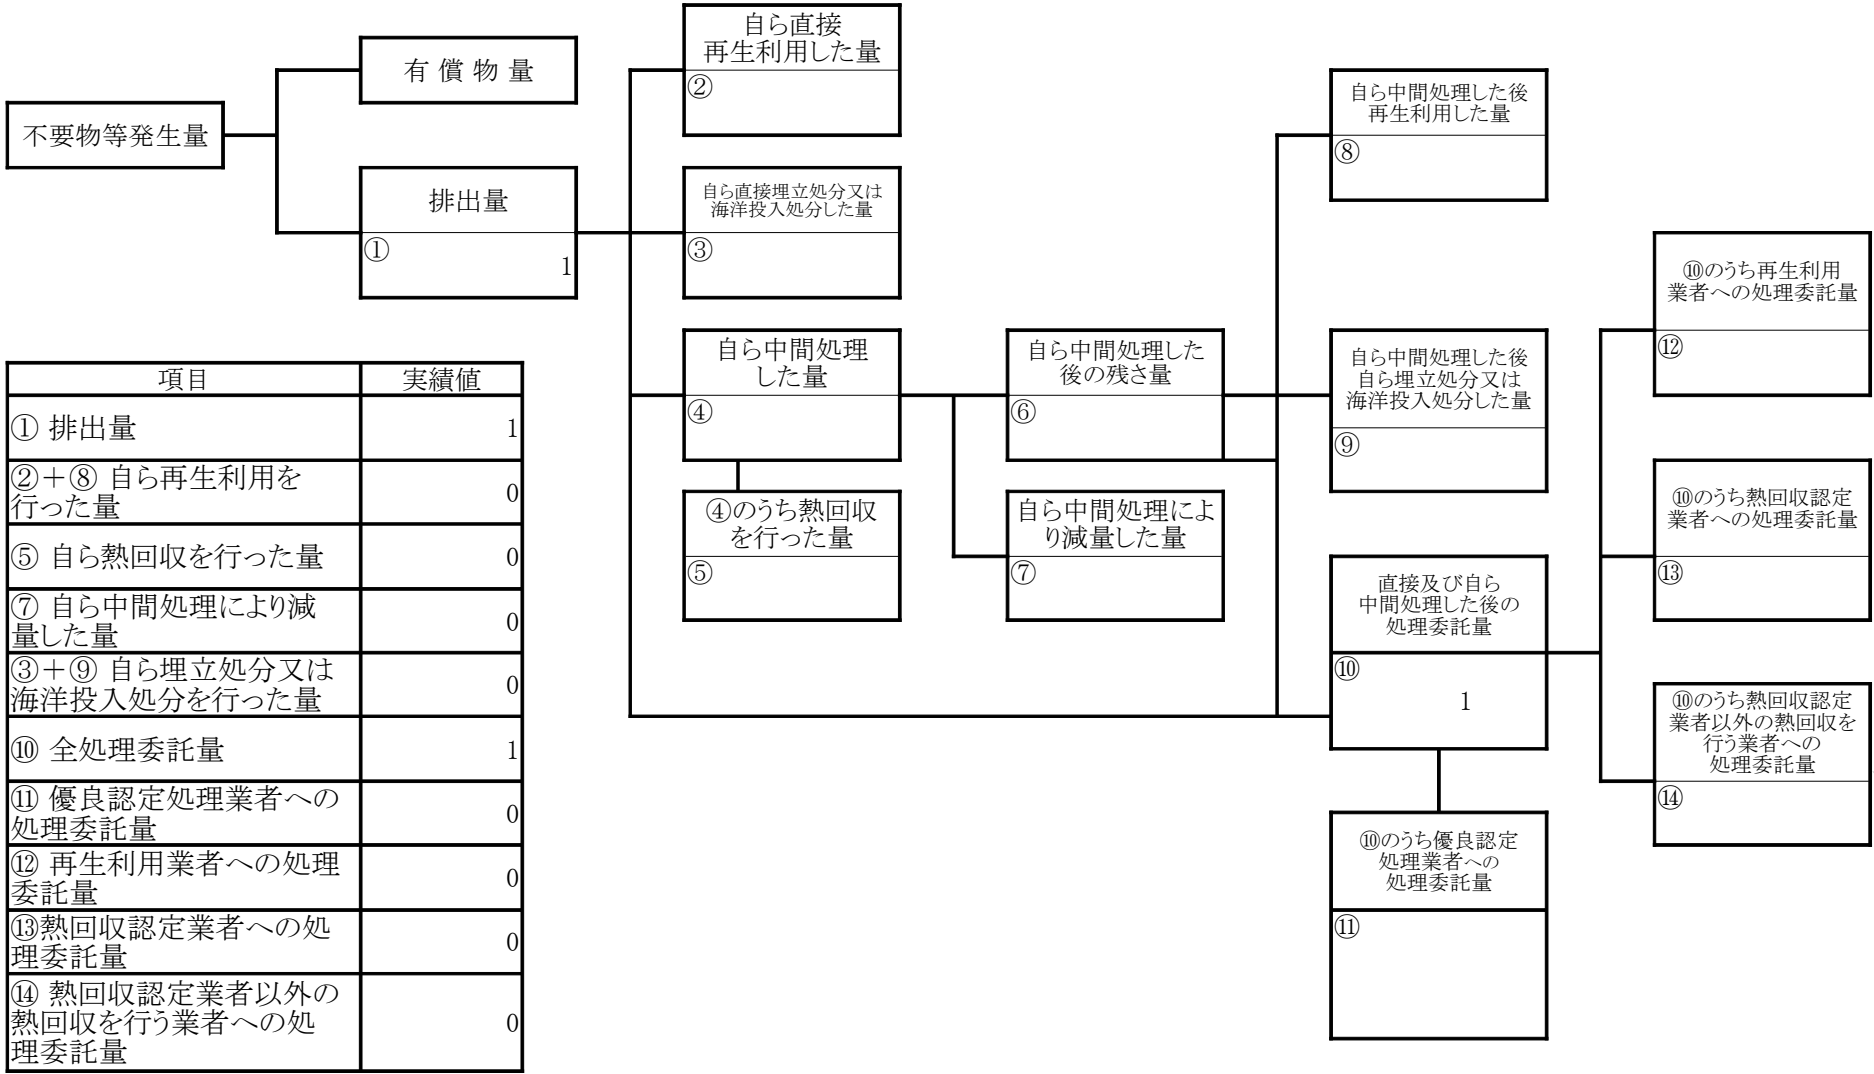 不要物等発生量
有 償 物 量
排出量
①
1
自ら直接
再生利用した量
②
自ら直接埋立処分又は
海洋投入処分した量
③
自ら中間処理
した量
④
④のうち熱回収
を行った量
⑤
自ら中間処理した
後の残さ量
⑥
自ら中間処理によ
り減量した量
⑦
自ら中間処理した後
再生利用した量
⑧
自ら中間処理した後
自ら埋立処分又は
海洋投入処分した量
⑨
直接及び自ら
中間処理した後の
処理委託量
⑩
1
⑩のうち優良認定
処理業者への
処理委託量
⑪
⑩のうち再生利用
業者への処理委託量
⑫
⑩のうち熱回収認定
業者への処理委託量
⑬
⑩のうち熱回収認定
業者以外の熱回収を
行う業者への
処理委託量
⑭
項目 実績値
① 排出量 1
②＋⑧ 自ら再生利用を
行った量 0
⑤ 自ら熱回収を行った量 0
⑦ 自ら中間処理により減
量した量 0
③＋⑨ 自ら埋立処分又は
海洋投入処分を行った量 0
⑩ 全処理委託量 1
⑪ 優良認定処理業者への
処理委託量 0
⑫ 再生利用業者への処理
委託量 0
⑬熱回収認定業者への処
理委託量 0
⑭ 熱回収認定業者以外の
熱回収を行う業者への処
理委託量 0